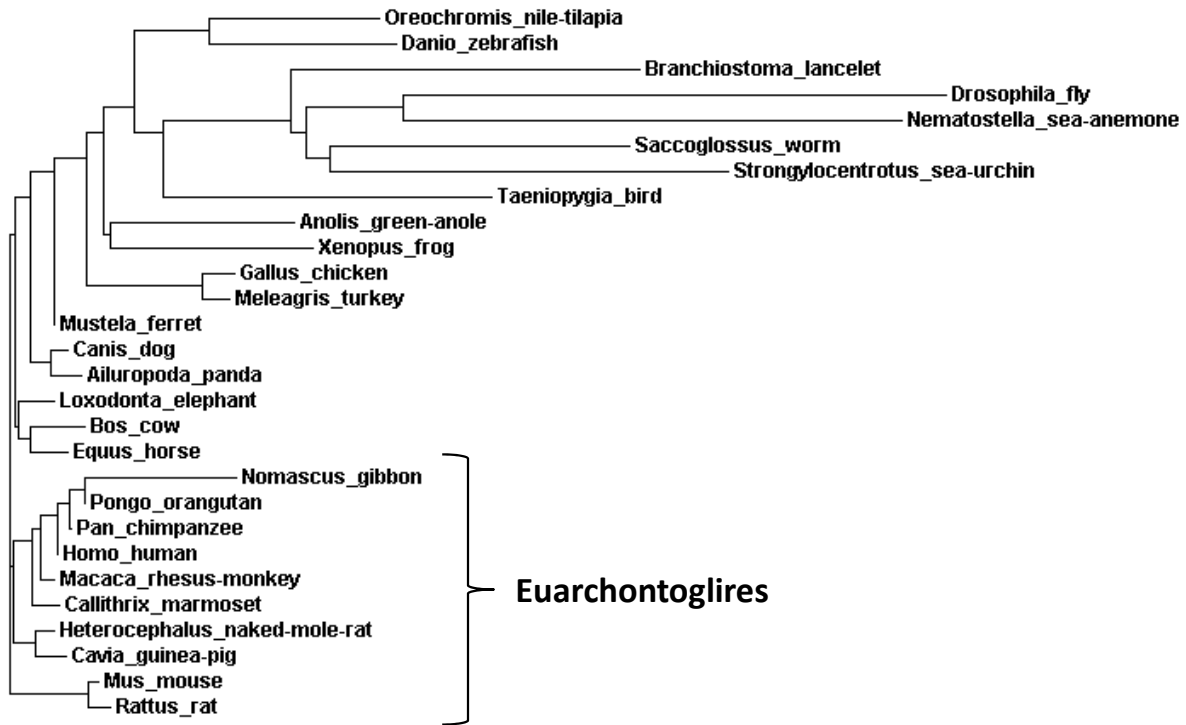 Oreochromis_nile-tilapia
Danio_zebrafish
Branchiostoma_lancelet
Drosophila_fly
Nematostella_sea-anemone
Saccoglossus_worm
Strongylocentrotus_sea-urchin
Taeniopygia_bird
Anolis_green-anole
Xenopus_frog
Gallus_chicken
Meleagris_turkey
Mustela_ferret
Canis_dog
Ailuropoda_panda
Loxodonta_elephant
Bos_cow
Equus_horse
Nomascus_gibbon
Pongo_orangutan
Pan_chimpanzee
Homo_human
Macaca_rhesus-monkey
Euarchontoglires
Callithrix_marmoset
Heterocephalus_naked-mole-rat
Cavia_guinea-pig
Mus_mouse
Rattus_rat